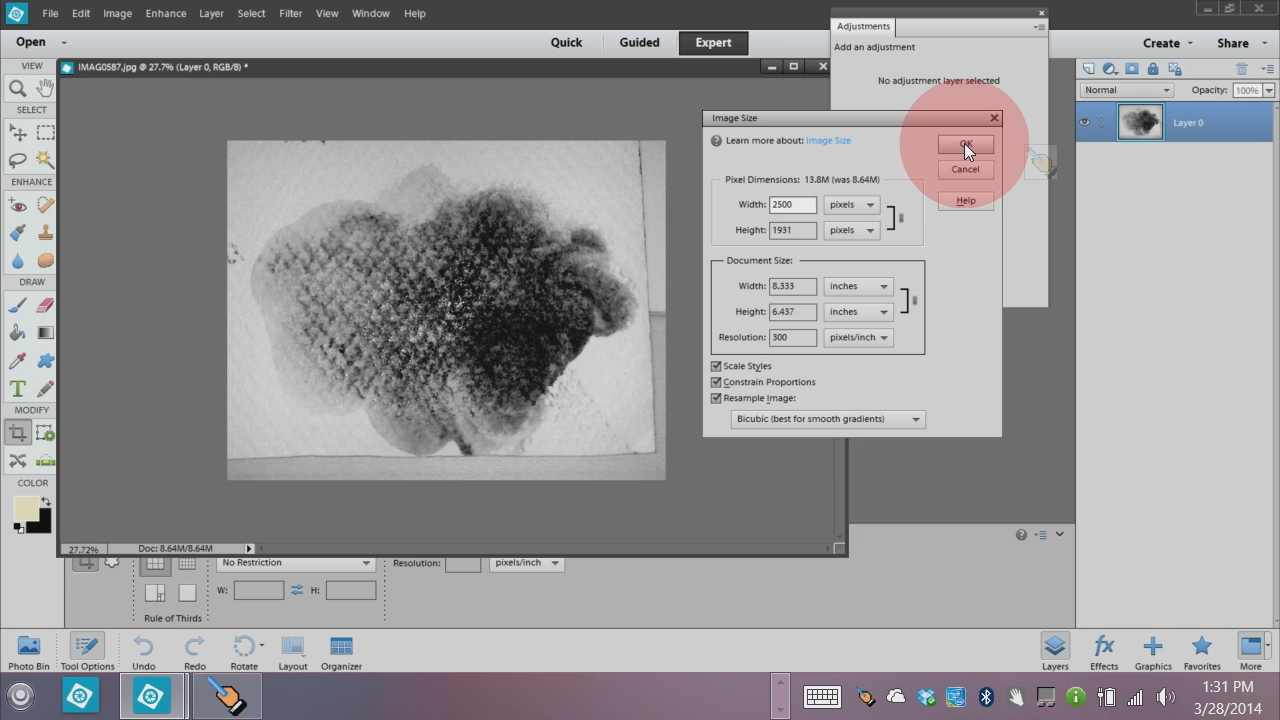 File Edit Image Enhance Layer Select Filter View Window Help
Open
Quick Guided Expert
Create Share
VIEW
SELECT
ENHANCE
DRAW
MODIFY
COLOR
IMAG0587.jpg @ 27.7% (Layer 0, RGB/8) *
Adjustments
Add an adjustment
No adjustment layer selected
Normal Opacity: 100%
Layer 0
Image Size
Learn more about: Image Size
OK
Cancel
Help
Pixel Dimensions: 13.8M (was 8.64M)
Width: 2500 pixels
Height: 1931 pixels
Document Size:
Width: 8.333 inches
Height: 6.437 inches
Resolution: 300 pixels/inch
Scale Styles
Constrain Proportions
Resample Image:
Bicubic (best for smooth gradients)
27.72% Doc: 8.64M/8.64M
No Restriction Resolution: pixels/inch
W: H:
Rule of Thirds
Photo Bin Tool Options Undo Redo Rotate Layout Organizer
Layers Effects Graphics Favorites More
1:31 PM
3/28/2014